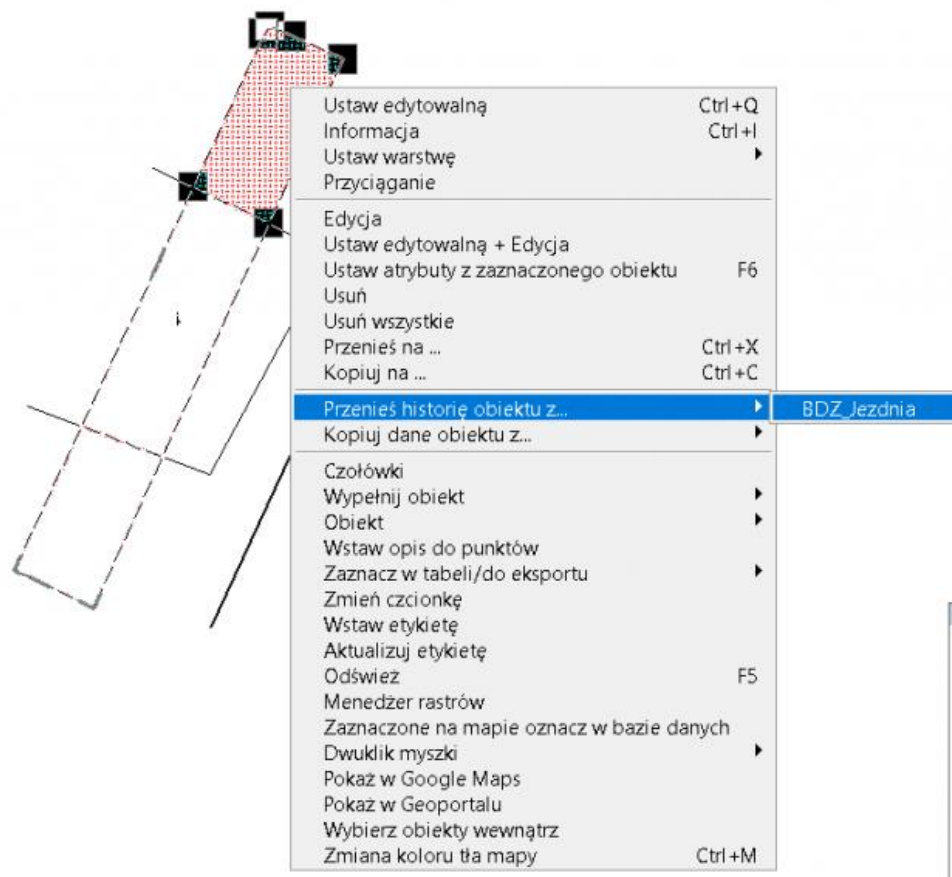 Ustaw edytowalną Ctrl+Q
Informacja Ctrl+I
Ustaw warstwę
Przyciąganie
Edycja
Ustaw edytowalną + Edycja
Ustaw atrybuty z zaznaczonego obiektu F6
Usuń
Usuń wszystkie
Przenieś na ... Ctrl+X
Kopiuj na ... Ctrl+C
Przenieś historię obiektu z... BDZ_Jezdnia
Kopiuj dane obiektu z...
Czołówki
Wypełnij obiekt
Obiekt
Wstaw opis do punktów
Zaznacz w tabeli/do eksportu
Zmień czcionkę
Wstaw etykietę
Aktualizuj etykietę
Odśwież F5
Menedżer rastrów
Zaznaczone na mapie oznacz w bazie danych
Dwuklik myszki
Pokaż w Google Maps
Pokaż w Geoportalu
Wybierz obiekty wewnątrz
Zmiana koloru tła mapy Ctrl+M